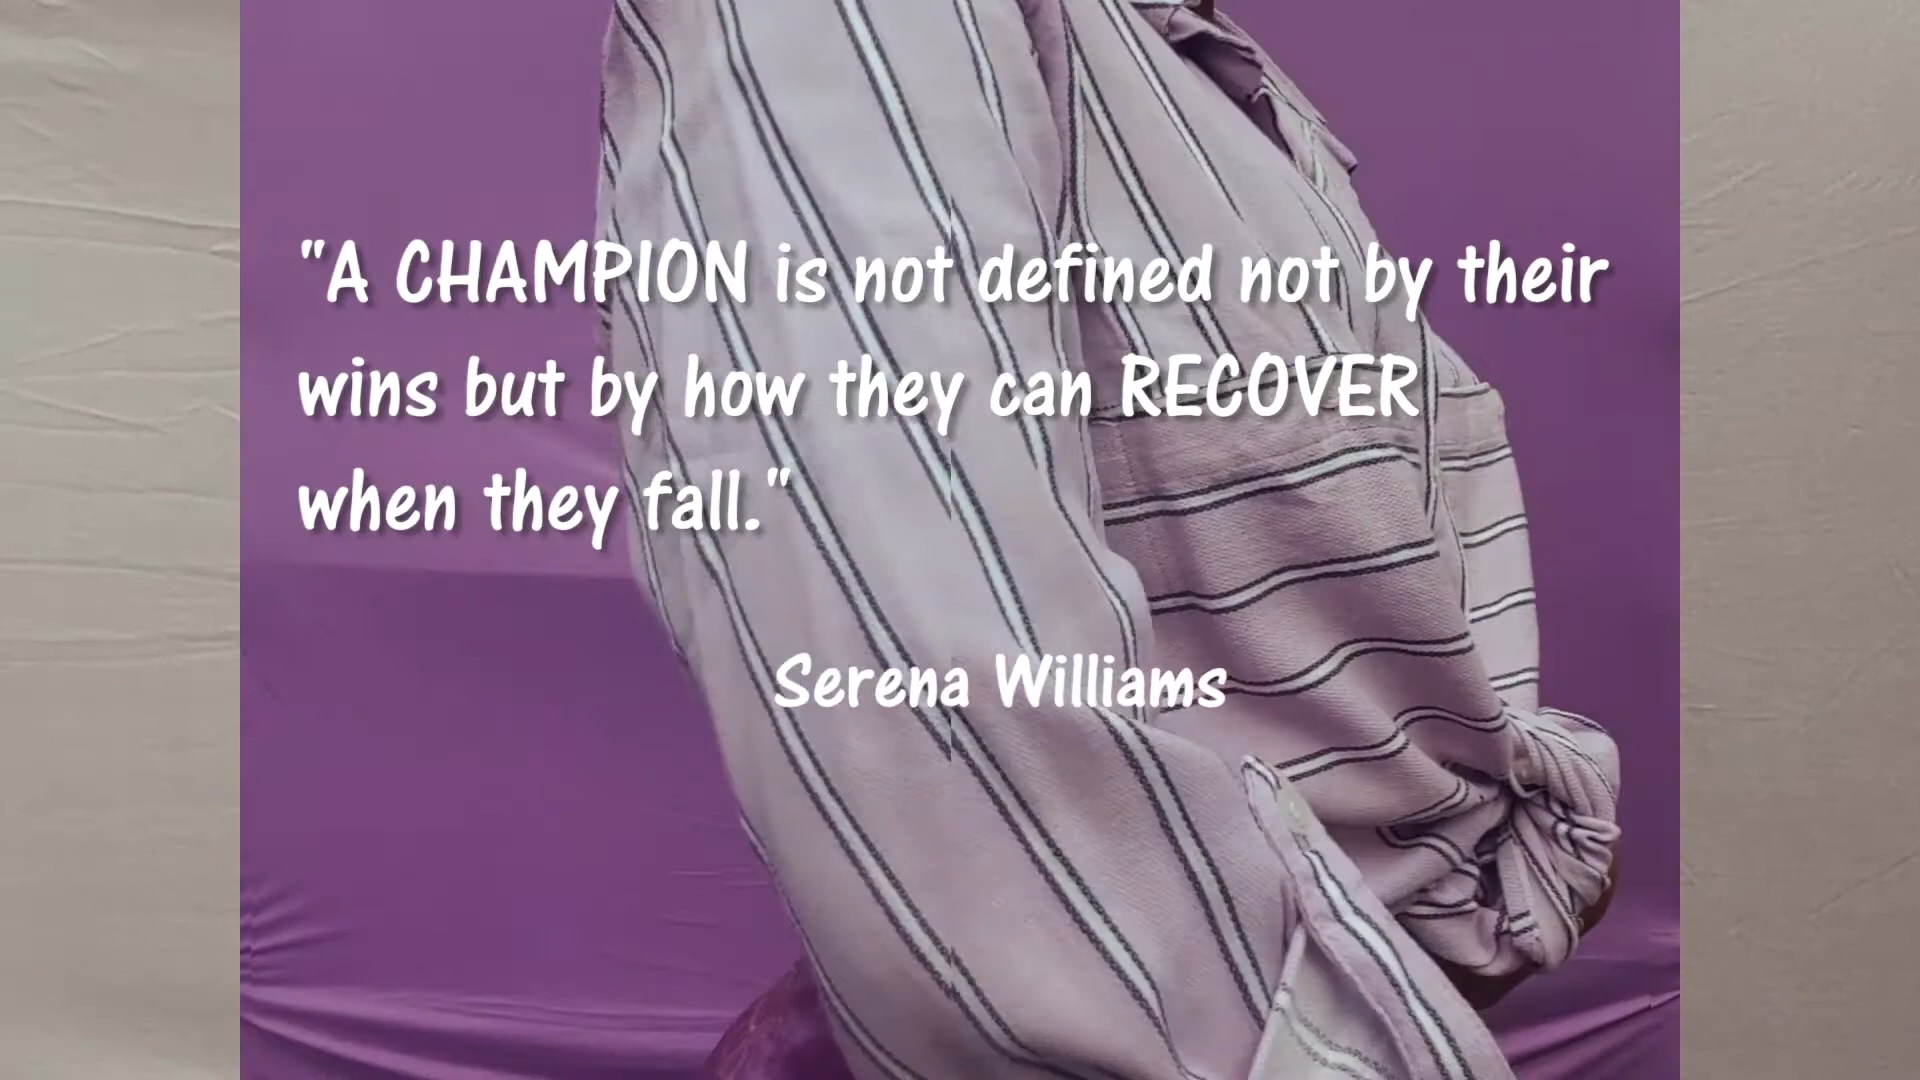 "A CHAMPION is not defined not by their
wins but by how they can RECOVER
when they fall."
Serena Williams